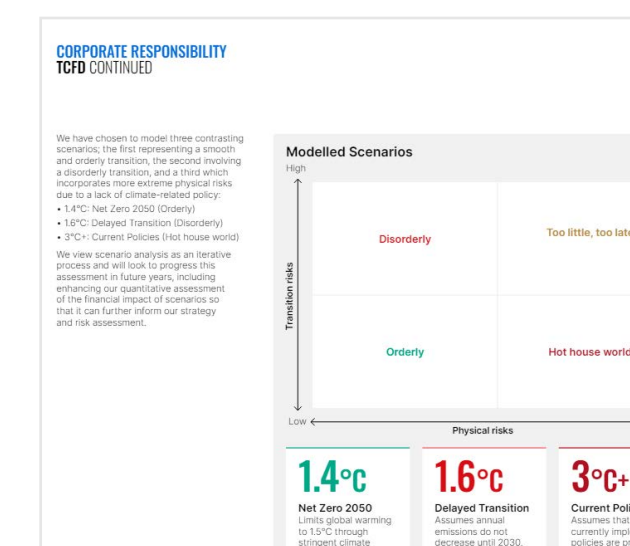 CORPORATE RESPONSIBILITY
TCFD CONTINUED
We have chosen to model three contrasting
scenarios; the first representing a smooth
and orderly transition, the second involving
a disorderly transition, and a third which
incorporates more extreme physical risks
due to a lack of climate-related policy:
• 1.4°C: Net Zero 2050 (Orderly)
• 1.6°C: Delayed Transition (Disorderly)
• 3°C+: Current Policies (Hot house world)
We view scenario analysis as an iterative
process and will look to progress this
assessment in future years, including
enhancing our quantitative assessment
of the financial impact of scenarios so
that it can further inform our strategy
and risk assessment.
Modelled Scenarios
High
Transition risks
Disorderly
Too little, too late
Orderly
Hot house world
Low
Physical risks
1.4°C
Net Zero 2050
Limits global warming
to 1.5°C through
stringent climate
1.6°C
Delayed Transition
Assumes annual
emissions do not
decrease until 2030.
3°C+
Current
Assumes that
currently
policies are